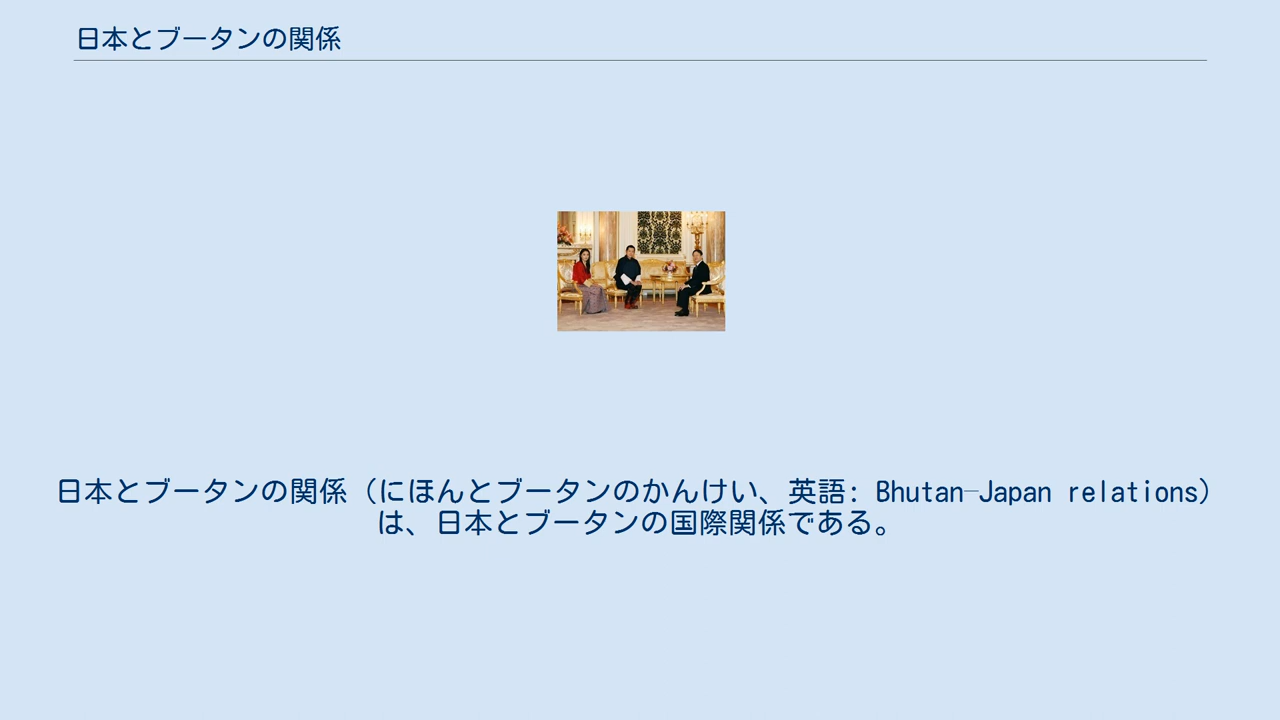 日本とブータンの関係
日本とブータンの関係（にほんとブータンのかんけい、英語: Bhutan–Japan relations）
は、日本とブータンの国際関係である。